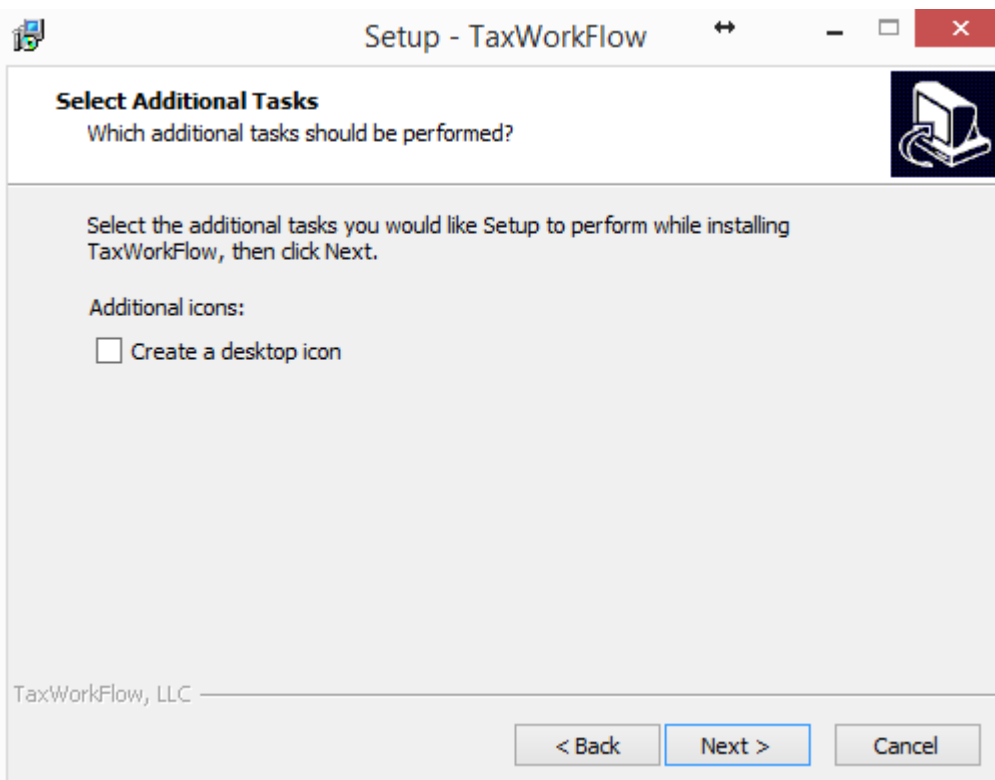 Setup - TaxWorkFlow
Select Additional Tasks
Which additional tasks should be performed?
Select the additional tasks you would like Setup to perform while installing
TaxWorkFlow, then click Next.
Additional icons:
Create a desktop icon
TaxWorkFlow, LLC
< Back
Next >
Cancel